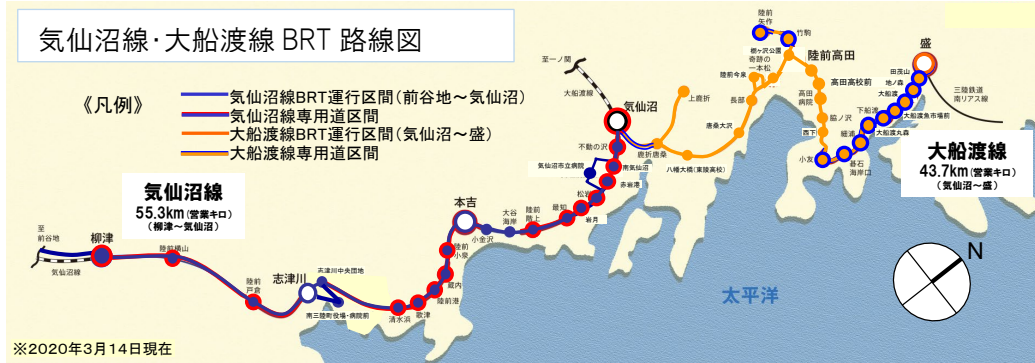 気仙沼線･大船渡線 BRT 路線図
《凡例》
気仙沼線BRT運行区間(前谷地～気仙沼)
気仙沼線専用道区間
大船渡線BRT運行区間(気仙沼～盛)
大船渡線専用道区間
気仙沼線
55.3km(営業キロ)
(柳津～気仙沼)
至
前谷地
気仙沼線
柳津
陸前横山
陸前
戸倉
志津川
志津川中央団地
南三陸町役場・病院前
清水浜
歌津
陸前港
蔵内
陸前
小泉
本吉
小金沢
大谷
海岸
陸前
階上
最知
岩月
松岩
赤岩港
南気仙沼
気仙沼市立病院
不動の沢
気仙沼
至一ノ関
大船渡線
鹿折唐桑
上鹿折
八幡大橋(東陵高校)
唐桑大沢
長部
陸前今泉
奇跡の
一本松
栃ヶ沢公園
陸前
矢作
竹駒
陸前高田
高田高校前
高田
病院
脇ノ沢
西下
小友
碁石
海岸口
細浦
下船渡
大船渡丸森
大船渡魚市場前
大船渡
地ノ森
田茂山
盛
三陸鉄道
南リアス線
大船渡線
43.7km(営業キロ)
(気仙沼～盛)
太平洋
N
※2020年3月14日現在